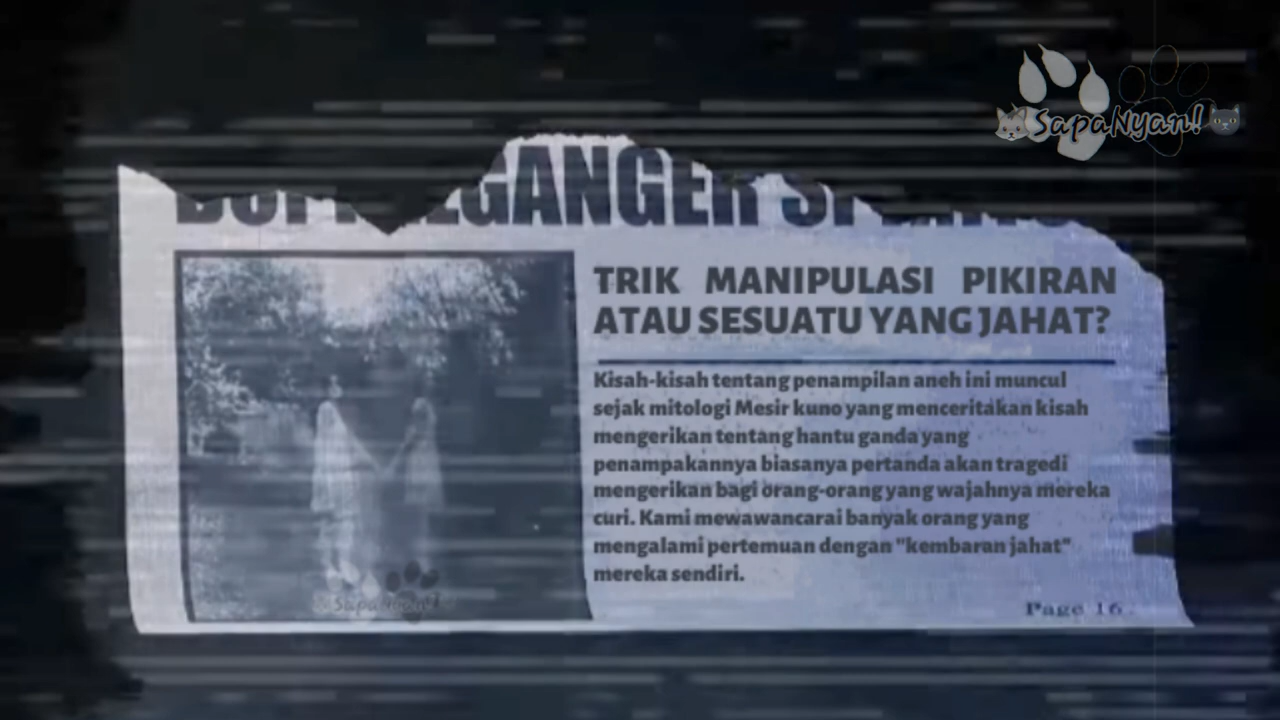 SapaNyan!
GANGER
TRIK MANIPULASI PIKIRAN
ATAU SESUATU YANG JAHAT?
Kisah-kisah tentang penampilan aneh ini muncul
sejak mitologi Mesir kuno yang menceritakan kisah
mengerikan tentang hantu ganda yang
penampakannya biasanya pertanda akan tragedi
mengerikan bagi orang-orang yang wajahnya mereka
curi. Kami mewawancarai banyak orang yang
mengalami pertemuan dengan "kembaran jahat"
mereka sendiri.
SapaNyan!
Page 16